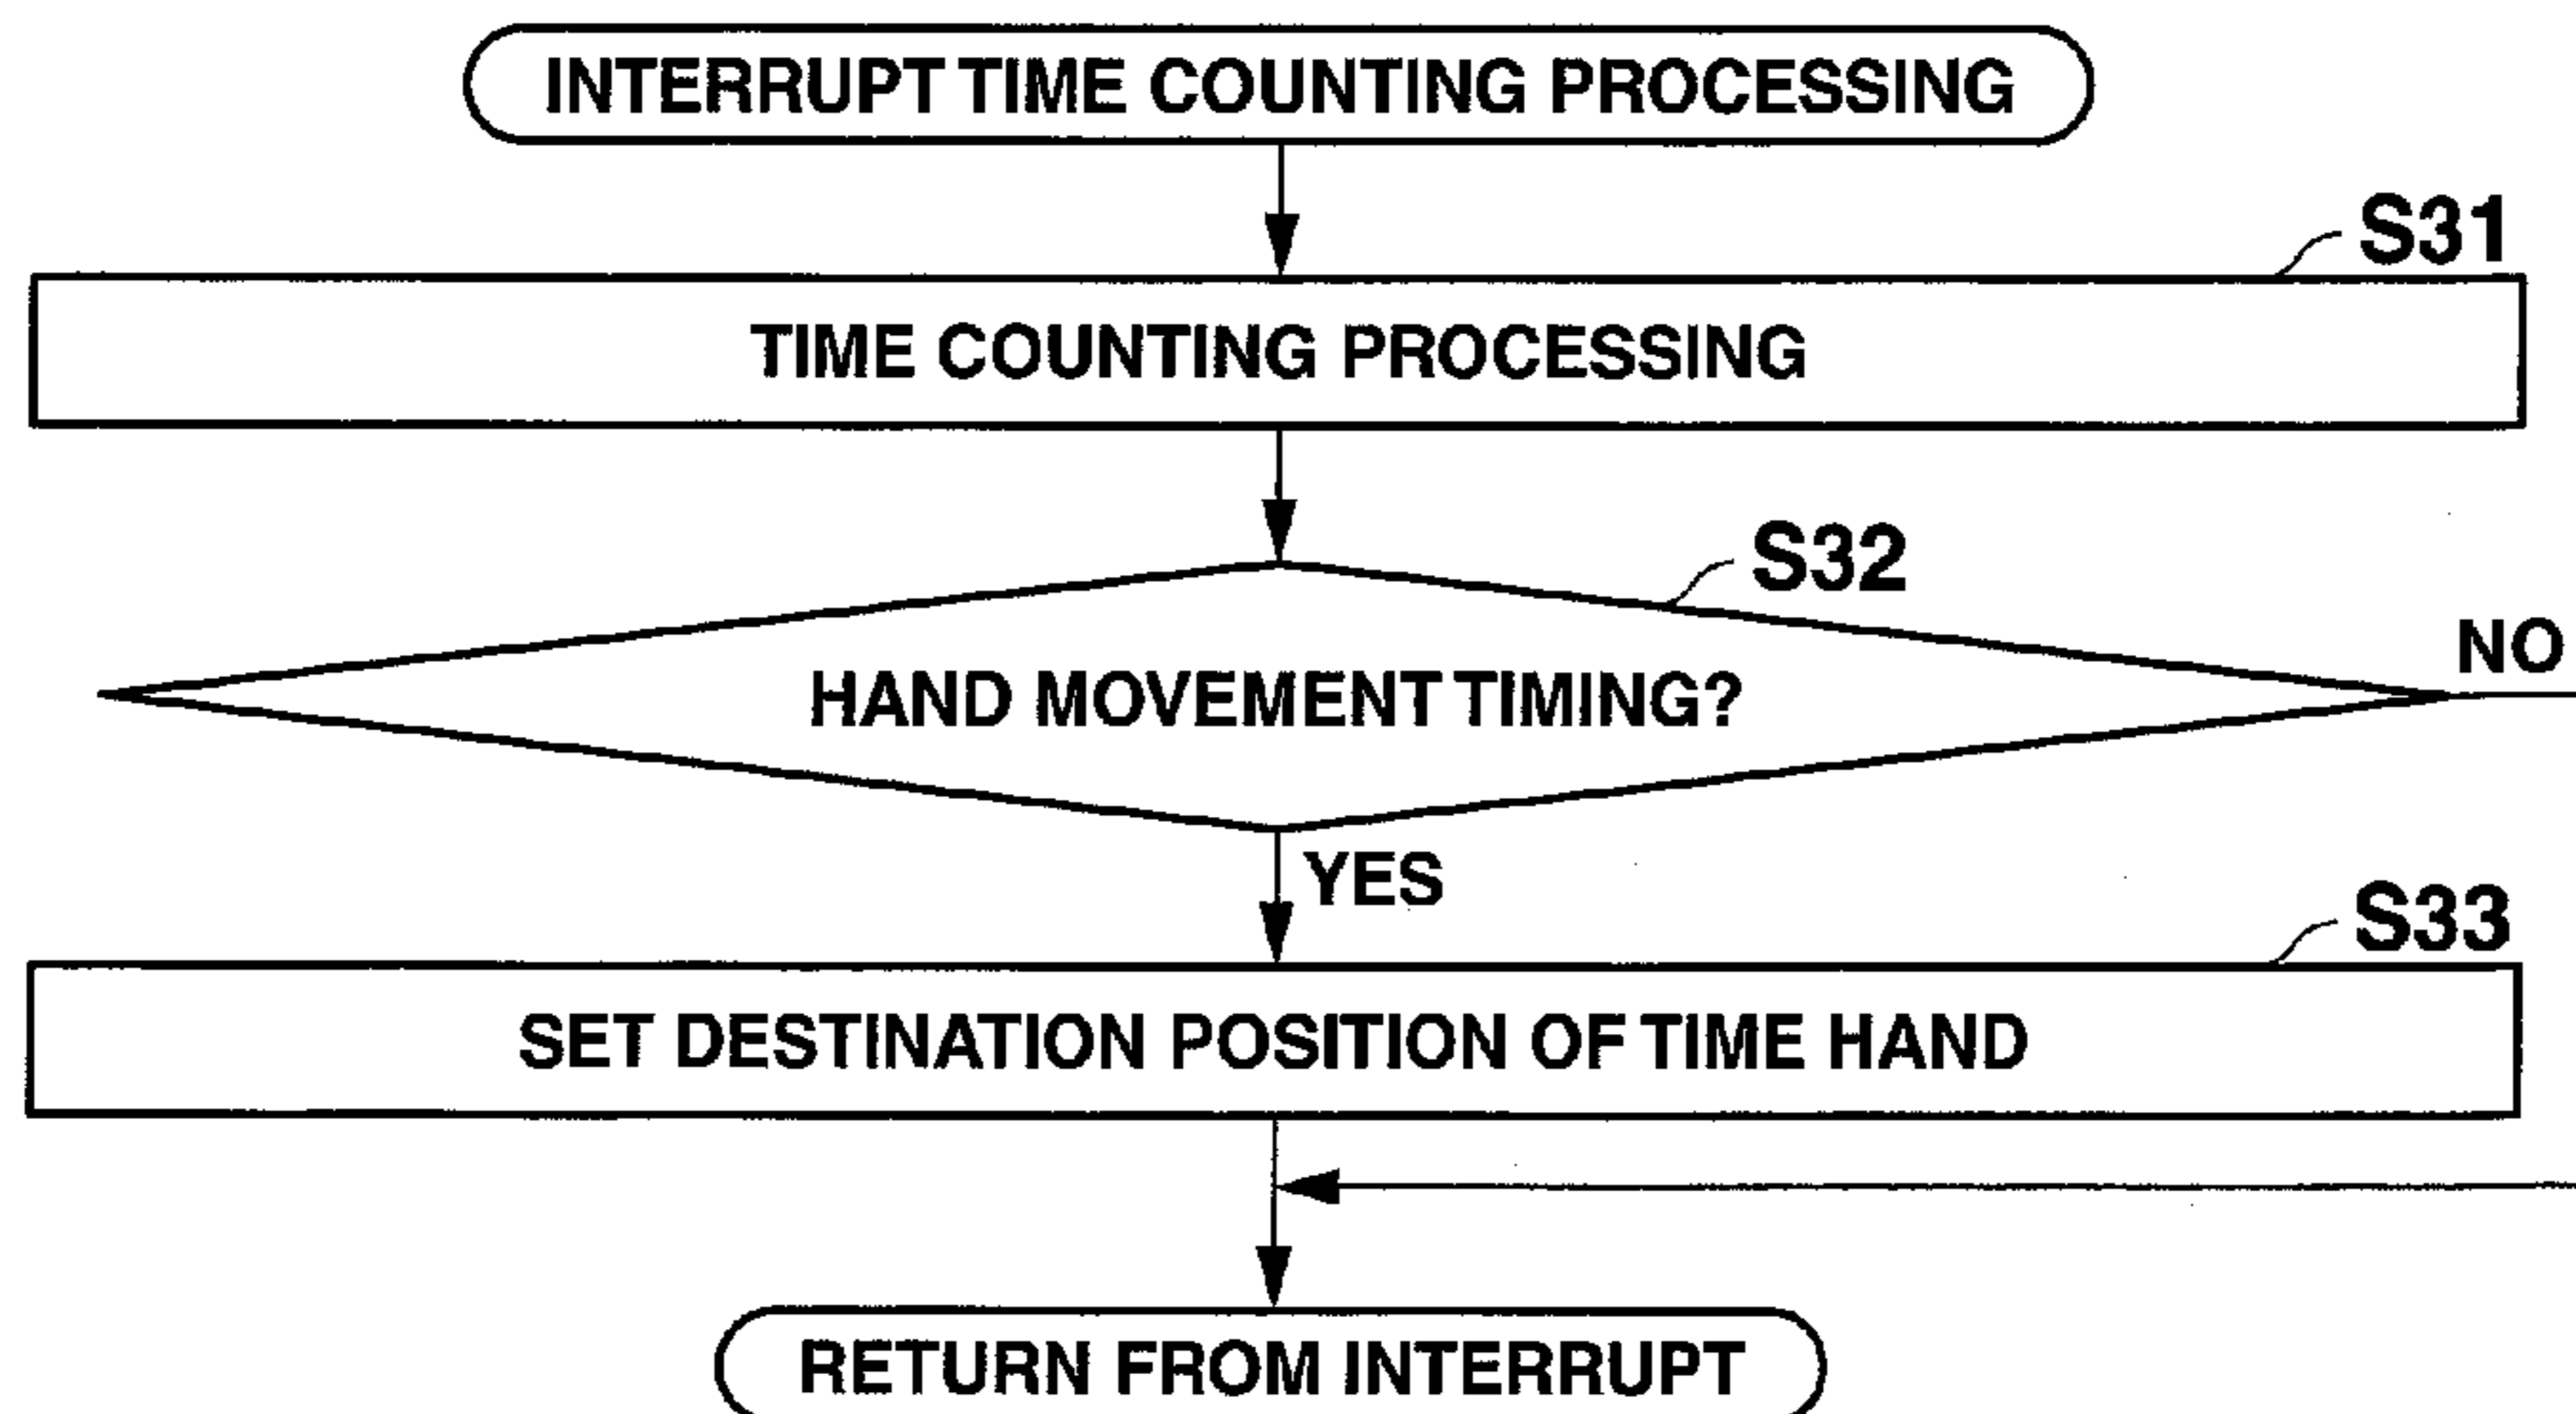 INTERRUPT TIME COUNTING PROCESSING
S31
TIME COUNTING PROCESSING
S32
HAND MOVEMENT TIMING?
NO
YES
S33
SET DESTINATION POSITION OF TIME HAND
RETURN FROM INTERRUPT